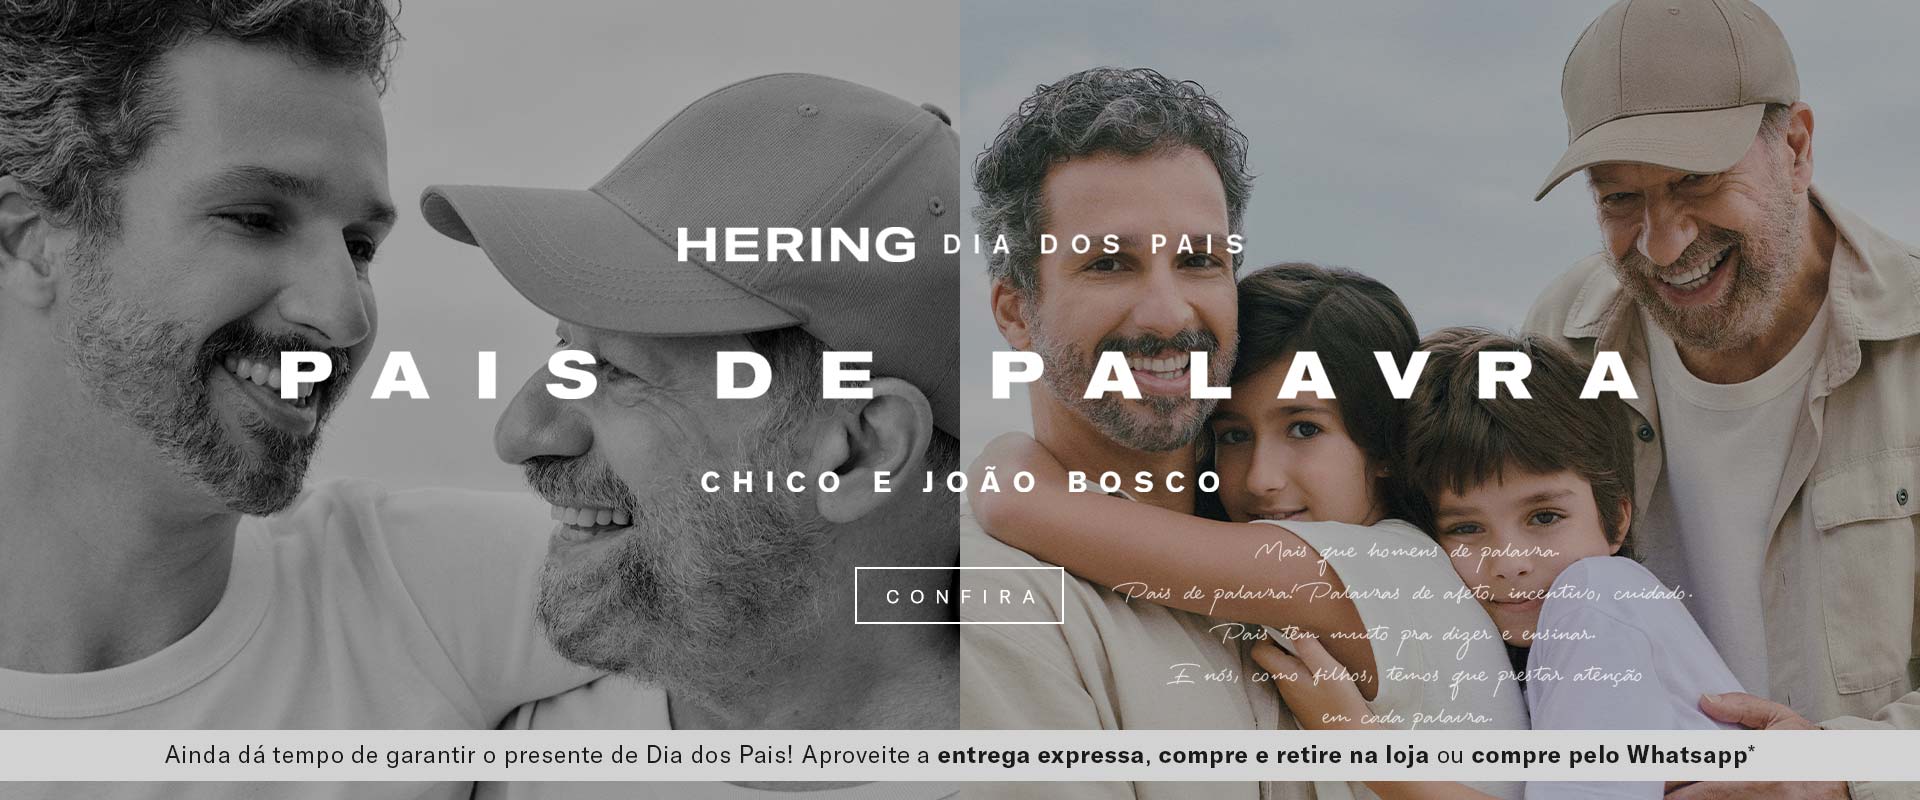 HERING DIA DOS PAIS
PAIS DE PALAVRA
CHICO E JOÃO BOSCO
CONFIRA
Mais que homens de palavra.
Pais de palavra! Palavras de afeto, incentivo, cuidado.
Pais têm muito pra dizer e ensinar.
E nós, como filhos, temos que prestar atenção
em cada palavra.
Ainda dá tempo de garantir o presente de Dia dos Pais! Aproveite a entrega expressa, compre e retire na loja ou compre pelo Whatsapp*